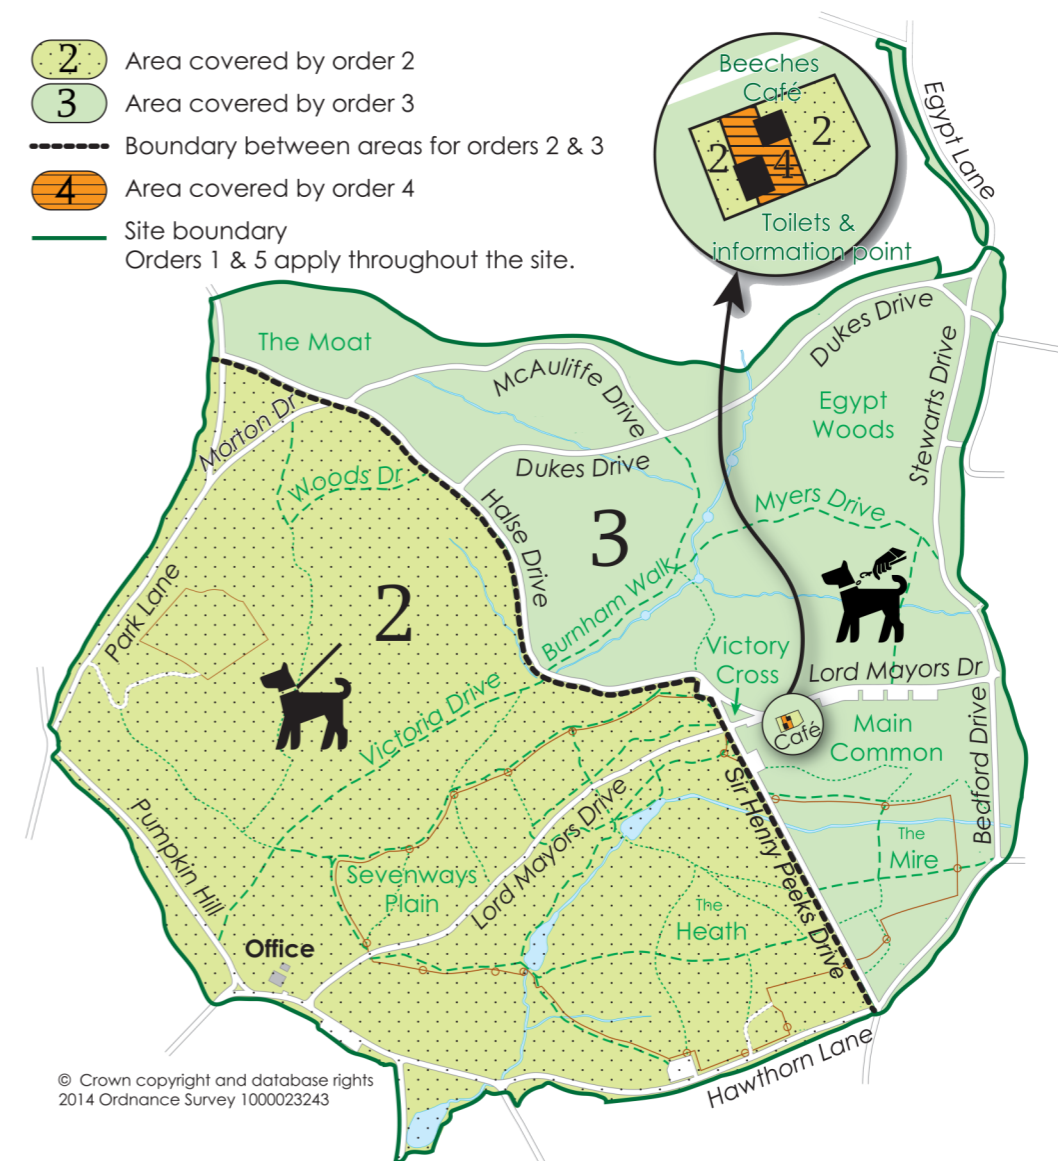 2 Area covered by order 2
3 Area covered by order 3
Boundary between areas for orders 2 & 3
4 Area covered by order 4
Site boundary
Orders 1 & 5 apply throughout the site.
Beeches
Café
2
2
4
Toilets &
information point
Egypt Lane
The Moat
McAuliffe Drive
Dukes Drive
Stewarts Drive
Egypt
Woods
Morton Dr
Woods Dr
Dukes Drive
Halse Drive
3
Myers Drive
2
Burnham Walk
Park Lane
Victory
Cross
Lord Mayors Dr
Victoria Drive
Café
Main
Common
Bedford Drive
Sir Henry Peeks Drive
Pumpkin Hill
Lord Mayors Drive
The
Mire
Sevenways
Plain
The
Heath
Office
Hawthorn Lane
© Crown copyright and database rights
2014 Ordnance Survey 1000023243